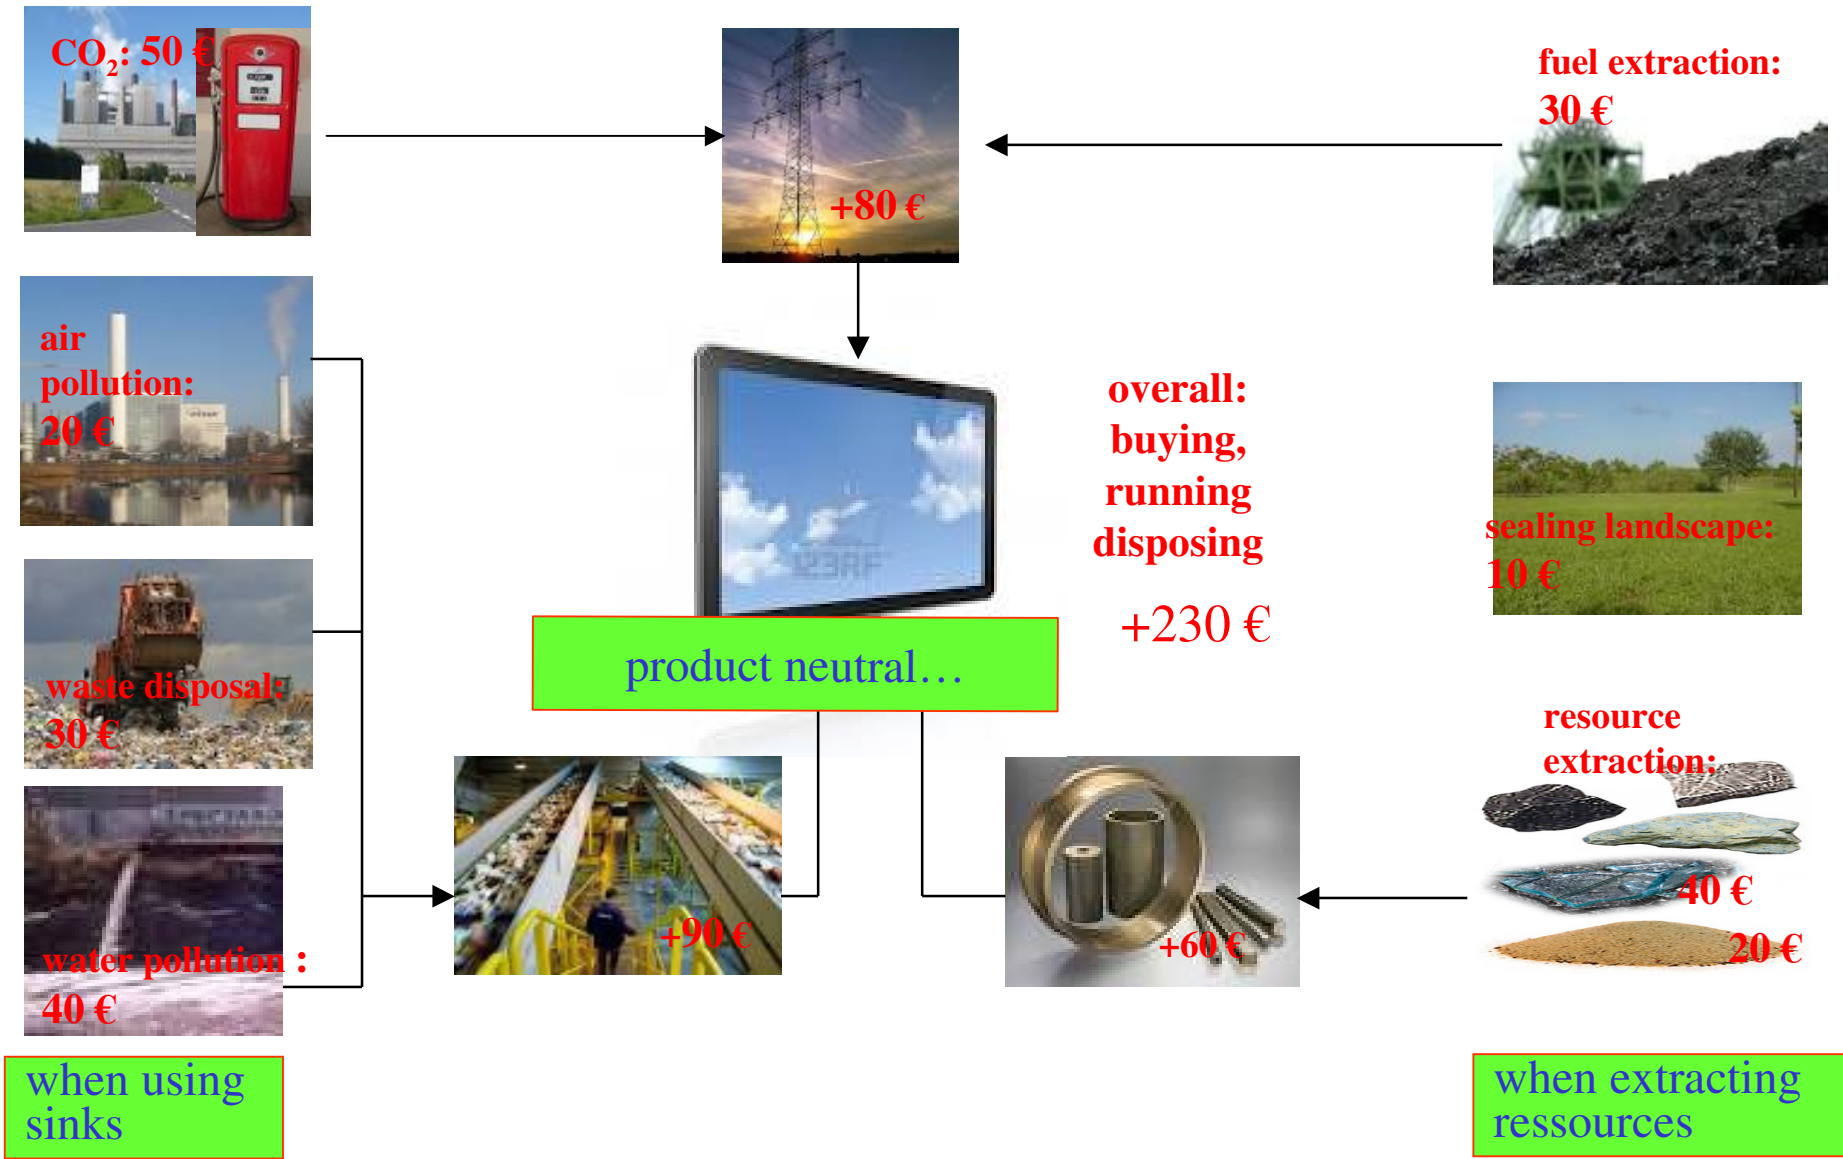 CO₂: 50 €
+80 €
fuel extraction:
30 €
air
pollution:
20 €
overall:
buying,
running
disposing
+230 €
sealing landscape:
10 €
123RF
product neutral…
waste disposal:
30 €
resource
extraction:
40 €
20 €
+90 €
+60 €
water pollution :
40 €
when using
sinks
when extracting
ressources